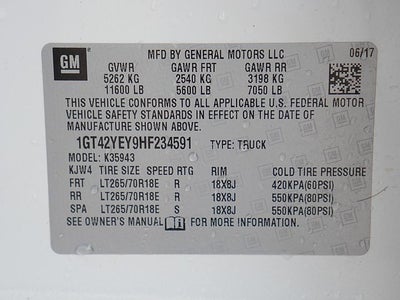 GM
MFD BY GENERAL MOTORS LLC 06/17
GVWR GAWR FRT GAWR RR
5262 KG 2540 KG 3198 KG
11600 LB 5600 LB 7050 LB
THIS VEHICLE CONFORMS TO ALL APPLICABLE U.S. FEDERAL MOTOR
VEHICLE SAFETY STANDARDS IN EFFECT ON THE DATE OF
MANUFACTURE SHOWN ABOVE.
1GT42YEY9HF234591 TYPE: TRUCK
MODEL: K35943
KJW4 TIRE SIZE SPEED RTG RIM COLD TIRE PRESSURE
FRT LT265/70R18E R 18X8J 420KPA(60PSI)
RR LT265/70R18E R 18X8J 550KPA(80PSI)
SPA LT265/70R18E S 18X8J 550KPA(80PSI)
SEE OWNER'S MANUAL FOR MORE INFORMATION.